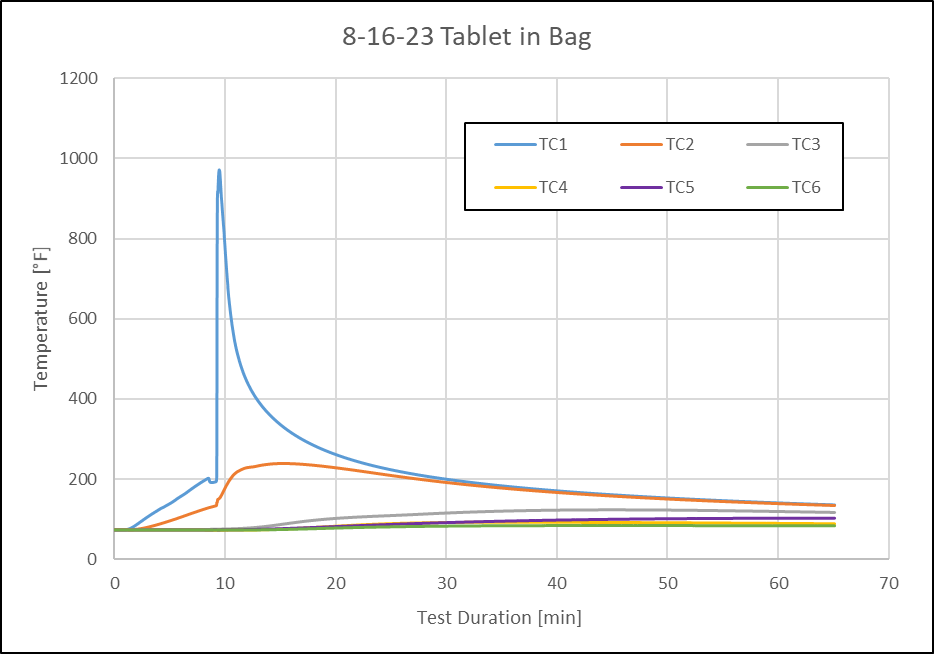 8-16-23 Tablet in Bag
1200
1000
800
600
400
200
0
Temperature [°F]
TC1 TC2 TC3
TC4 TC5 TC6
0 10 20 30 40 50 60 70
Test Duration [min]